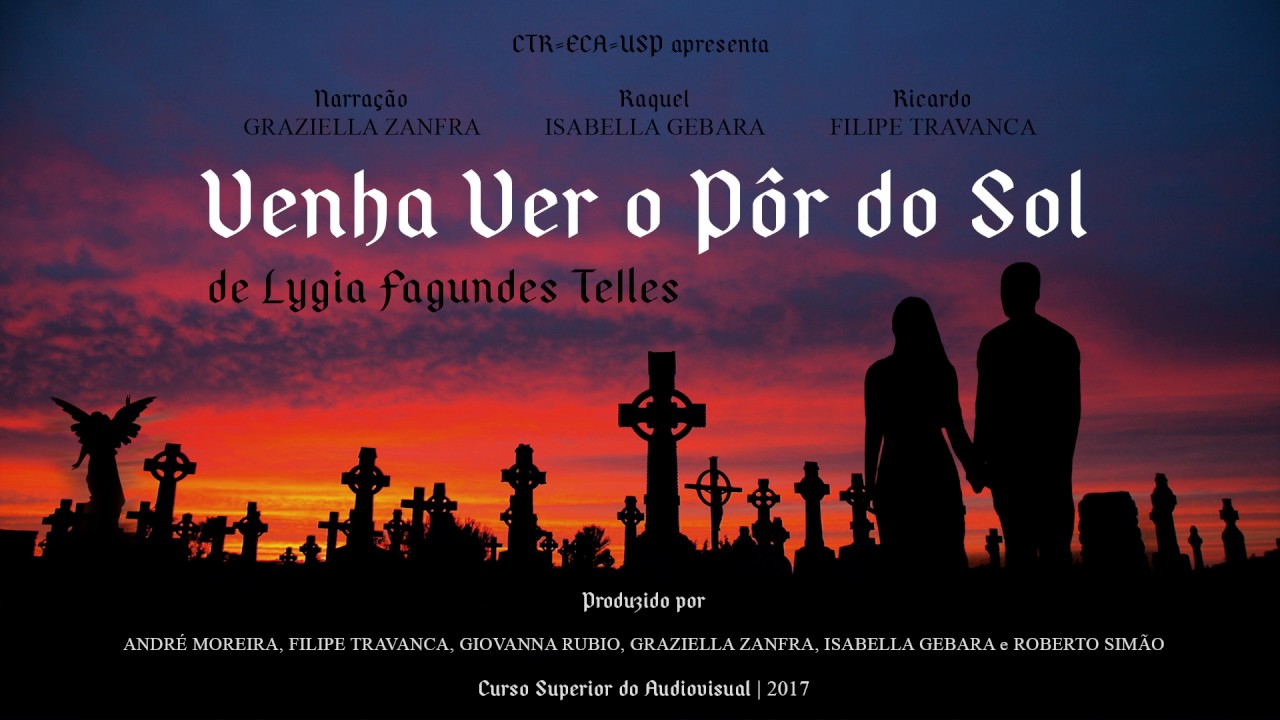 CTR-ECA-USP apresenta
Narração Raquel Ricardo
GRAZIELLA ZANFRA ISABELLA GEBARA FILIPE TRAVANCA
Venha Ver o Pôr do Sol
de Lygia Fagundes Telles
Produzido por
ANDRÉ MOREIRA, FILIPE TRAVANCA, GIOVANNA RUBIO, GRAZIELLA ZANFRA, ISABELLA GEBARA e ROBERTO SIMÃO
Curso Superior do Audiovisual | 2017